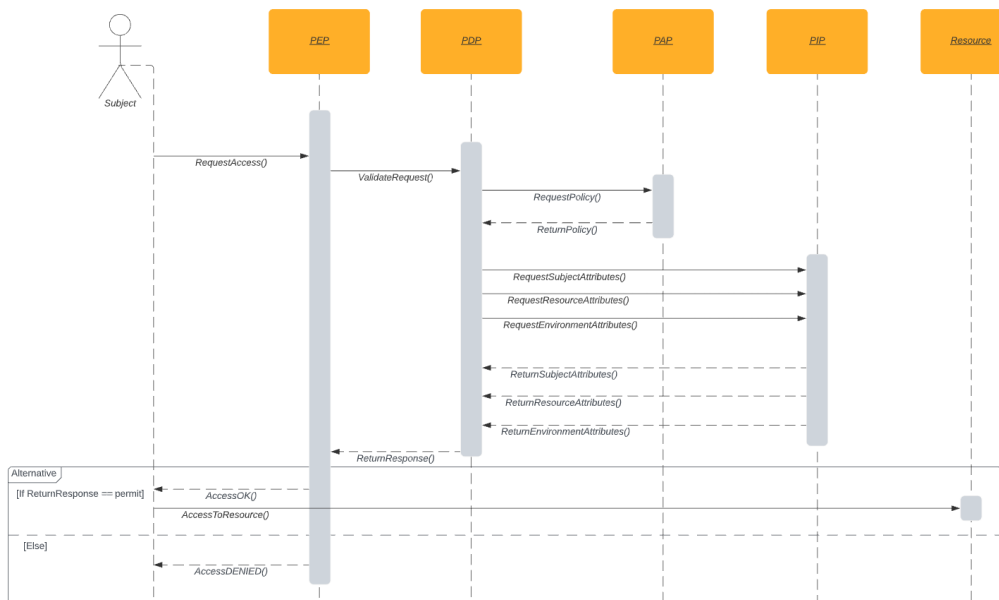 PEP
PDP
PAP
PIP
Resource
Subject
RequestAccess()
ValidateRequest()
RequestPolicy()
ReturnPolicy()
RequestSubjectAttributes()
RequestResourceAttributes()
RequestEnvironmentAttributes()
ReturnSubjectAttributes()
ReturnResourceAttributes()
ReturnEnvironmentAttributes()
ReturnResponse()
Alternative
[If ReturnResponse == permit]
AccessOK()
AccessToResource()
[Else]
AccessDENIED()